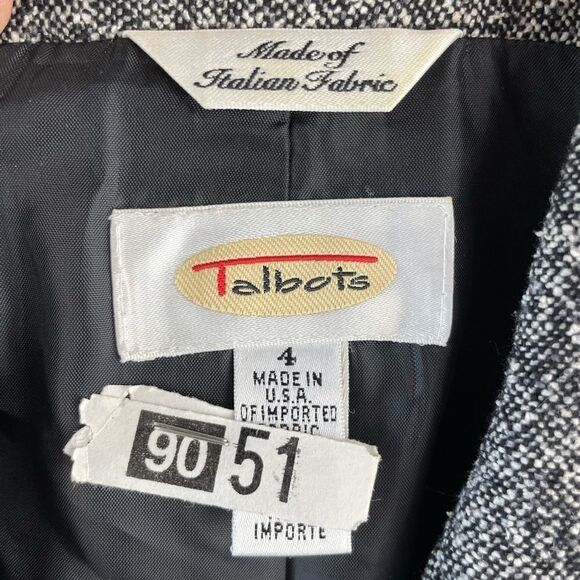 Made of
Italian Fabric
Talbots
4
MADE IN
U.S.A.
OF IMPORTED
90 51
IMPORTE